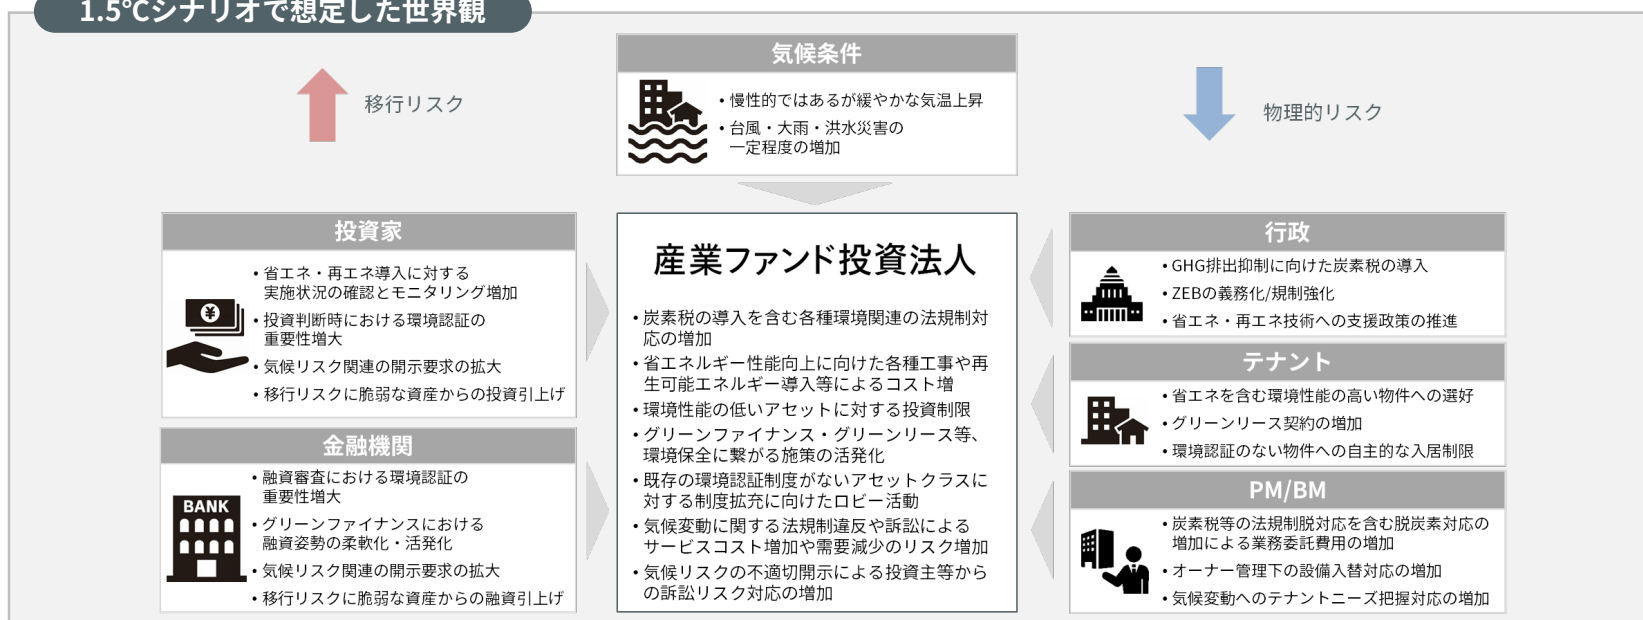 1.5℃シナリオで想定した世界観
移行リスク
気候条件
• 慢性的ではあるが緩やかな気温上昇
• 台風・大雨・洪水災害の
一定程度の増加
物理的リスク
投資家
• 省エネ・再エネ導入に対する
実施状況の確認とモニタリング増加
• 投資判断時における環境認証の
重要性増大
• 気候リスク関連の開示要求の拡大
• 移行リスクに脆弱な資産からの投資引上げ
金融機関
BANK
• 融資審査における環境認証の
重要性増大
• グリーンファイナンスにおける
融資姿勢の柔軟化・活発化
• 気候リスク関連の開示要求の拡大
• 移行リスクに脆弱な資産からの融資引上げ
産業ファンド投資法人
• 炭素税の導入を含む各種環境関連の法規制対
応の増加
• 省エネルギー性能向上に向けた各種工事や再
生可能エネルギー導入等によるコスト増
• 環境性能の低いアセットに対する投資制限
• グリーンファイナンス・グリーンリース等、
環境保全に繋がる施策の活発化
• 既存の環境認証制度がないアセットクラスに
対する制度拡充に向けたロビー活動
• 気候変動に関する法規制違反や訴訟による
サービスコスト増加や需要減少のリスク増加
• 気候リスクの不適切開示による投資主等から
の訴訟リスク対応の増加
行政
• GHG排出抑制に向けた炭素税の導入
• ZEBの義務化/規制強化
• 省エネ・再エネ技術への支援政策の推進
テナント
• 省エネを含む環境性能の高い物件への選好
• グリーンリース契約の増加
• 環境認証のない物件への自主的な入居制限
PM/BM
• 炭素税等の法規制脱対応を含む脱炭素対応の
増加による業務委託費用の増加
• オーナー管理下の設備入替対応の増加
• 気候変動へのテナントニーズ把握対応の増加